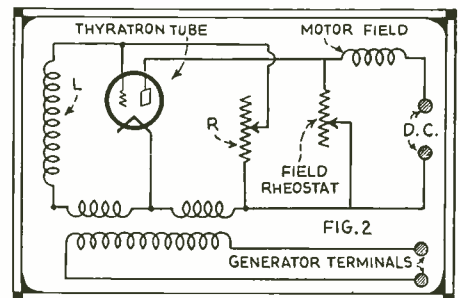 THYRATRON TUBE
MOTOR FIELD
L
R
D.C.
FIELD
RHEOSTAT
FIG.2
GENERATOR TERMINALS